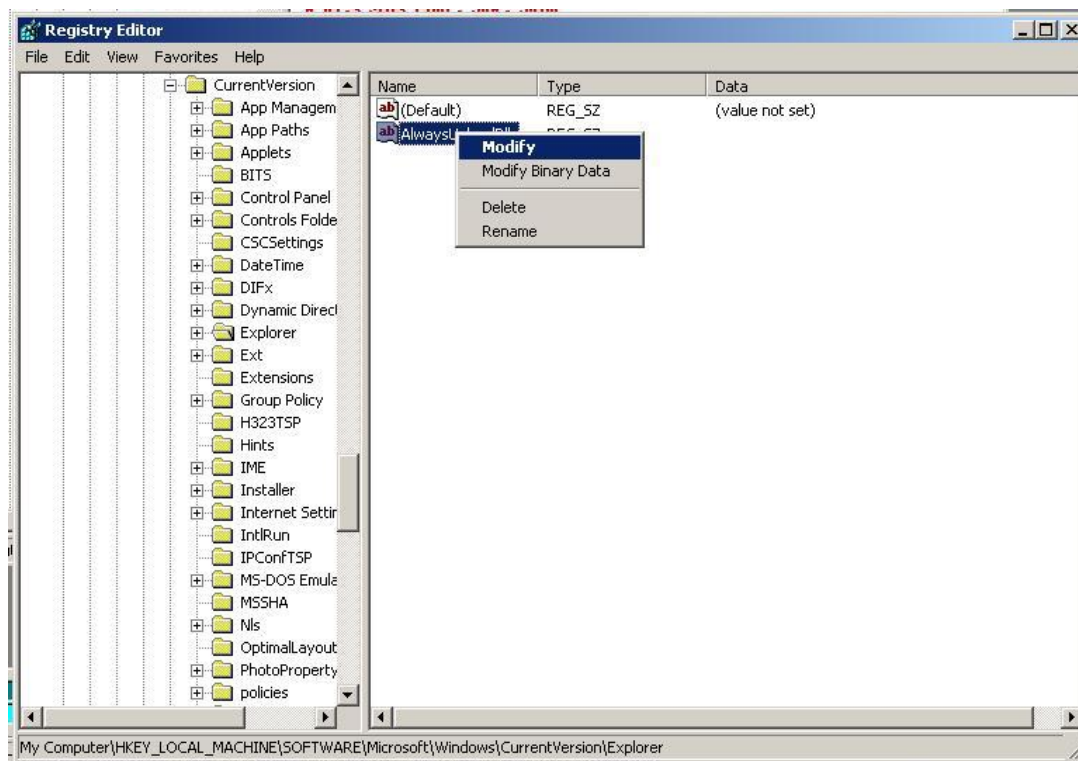 Registry Editor
File Edit View Favorites Help
CurrentVersion
App Managem
App Paths
Applets
BITS
Control Panel
Controls Folde
CSCSettings
DateTime
DIFx
Dynamic Direct
Explorer
Ext
Extensions
Group Policy
H323TSP
Hints
IME
Installer
Internet Settin
IntlRun
IPConfTSP
MS-DOS Emula
MSSHA
Nls
OptimalLayout
PhotoProperty
policies
Name Type Data
ab (Default) REG_SZ (value not set)
ab
Modify
Modify Binary Data
Delete
Rename
My Computer\HKEY_LOCAL_MACHINE\SOFTWARE\Microsoft\Windows\CurrentVersion\Explorer